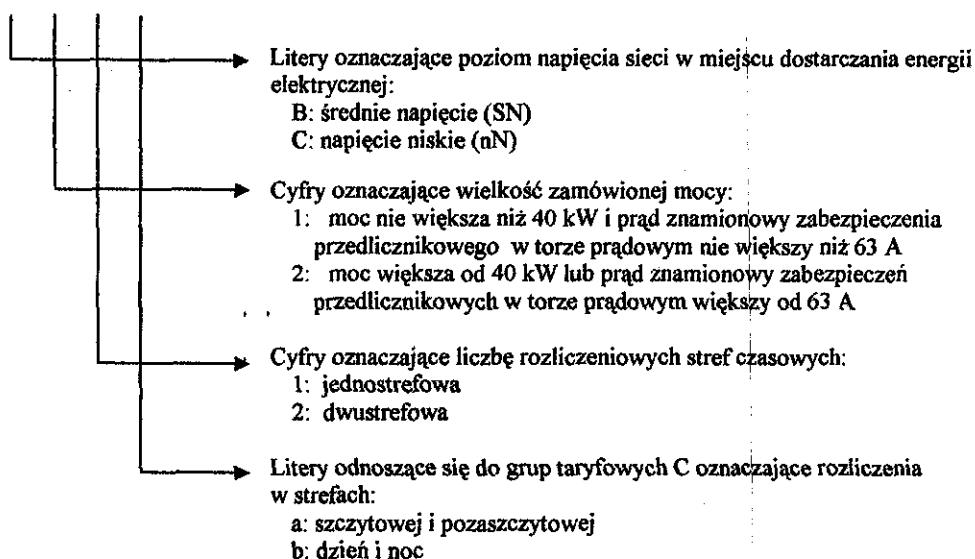 Litery oznaczające poziom napięcia sieci w miejscu dostarczania energii
elektrycznej:
B: średnie napięcie (SN)
C: napięcie niskie (nN)
Cyfry oznaczające wielkość zamówionej mocy:
1: moc nie większa niż 40 kW i prąd znamionowy zabezpieczenia
przedlicznikowego w torze prądowym nie większy niż 63 A
2: moc większa od 40 kW lub prąd znamionowy zabezpieczeń
przedlicznikowych w torze prądowym większy od 63 A
Cyfry oznaczające liczbę rozliczeniowych stref czasowych:
1: jednostrefowa
2: dwustrefowa
Litery odnoszące się do grup taryfowych C oznaczające rozliczenia
w strefach:
a: szczytowej i pozaszczytowej
b: dzień i noc